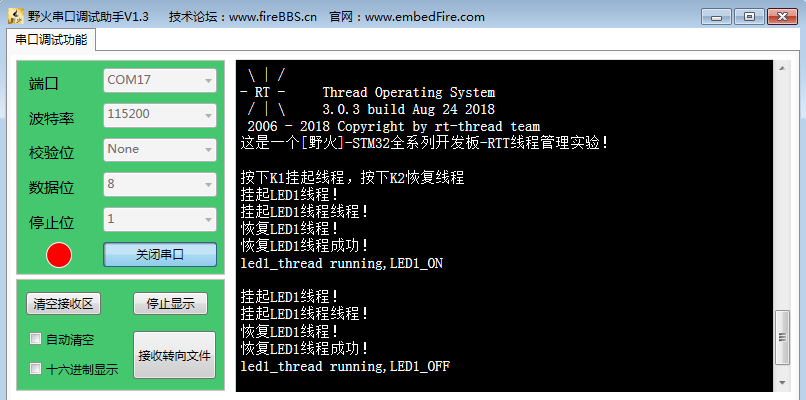 野火串口调试助手V1.3 技术论坛：www.fireBBS.cn 官网：www.embedFire.com
串口调试功能
端口 COM17
波特率 115200
校验位 None
数据位 8
停止位 1
关闭串口
清空接收区 停止显示
自动清空
十六进制显示
接收转向文件
\ | /
- RT - Thread Operating System
/ | \ 3.0.3 build Aug 24 2018
2006 - 2018 Copyright by rt-thread team
这是一个[野火]-STM32全系列开发板-RTT线程管理实验！
按下K1挂起线程，按下K2恢复线程
挂起LED1线程！
挂起LED1线程线程！
恢复LED1线程！
恢复LED1线程成功！
led1_thread running,LED1_ON
挂起LED1线程！
挂起LED1线程线程！
恢复LED1线程！
恢复LED1线程成功！
led1_thread running,LED1_OFF